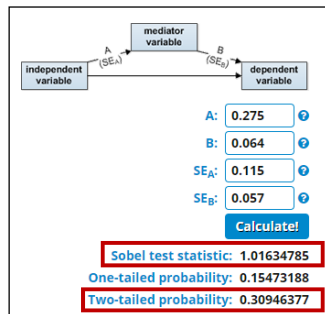 mediator
variable
A
(SEA)
B
(SEB)
independent
variable
dependent
variable
A: 0.275
B: 0.064
SEA: 0.115
SEB: 0.057
Calculate!
Sobel test statistic: 1.01634785
One-tailed probability: 0.15473188
Two-tailed probability: 0.30946377